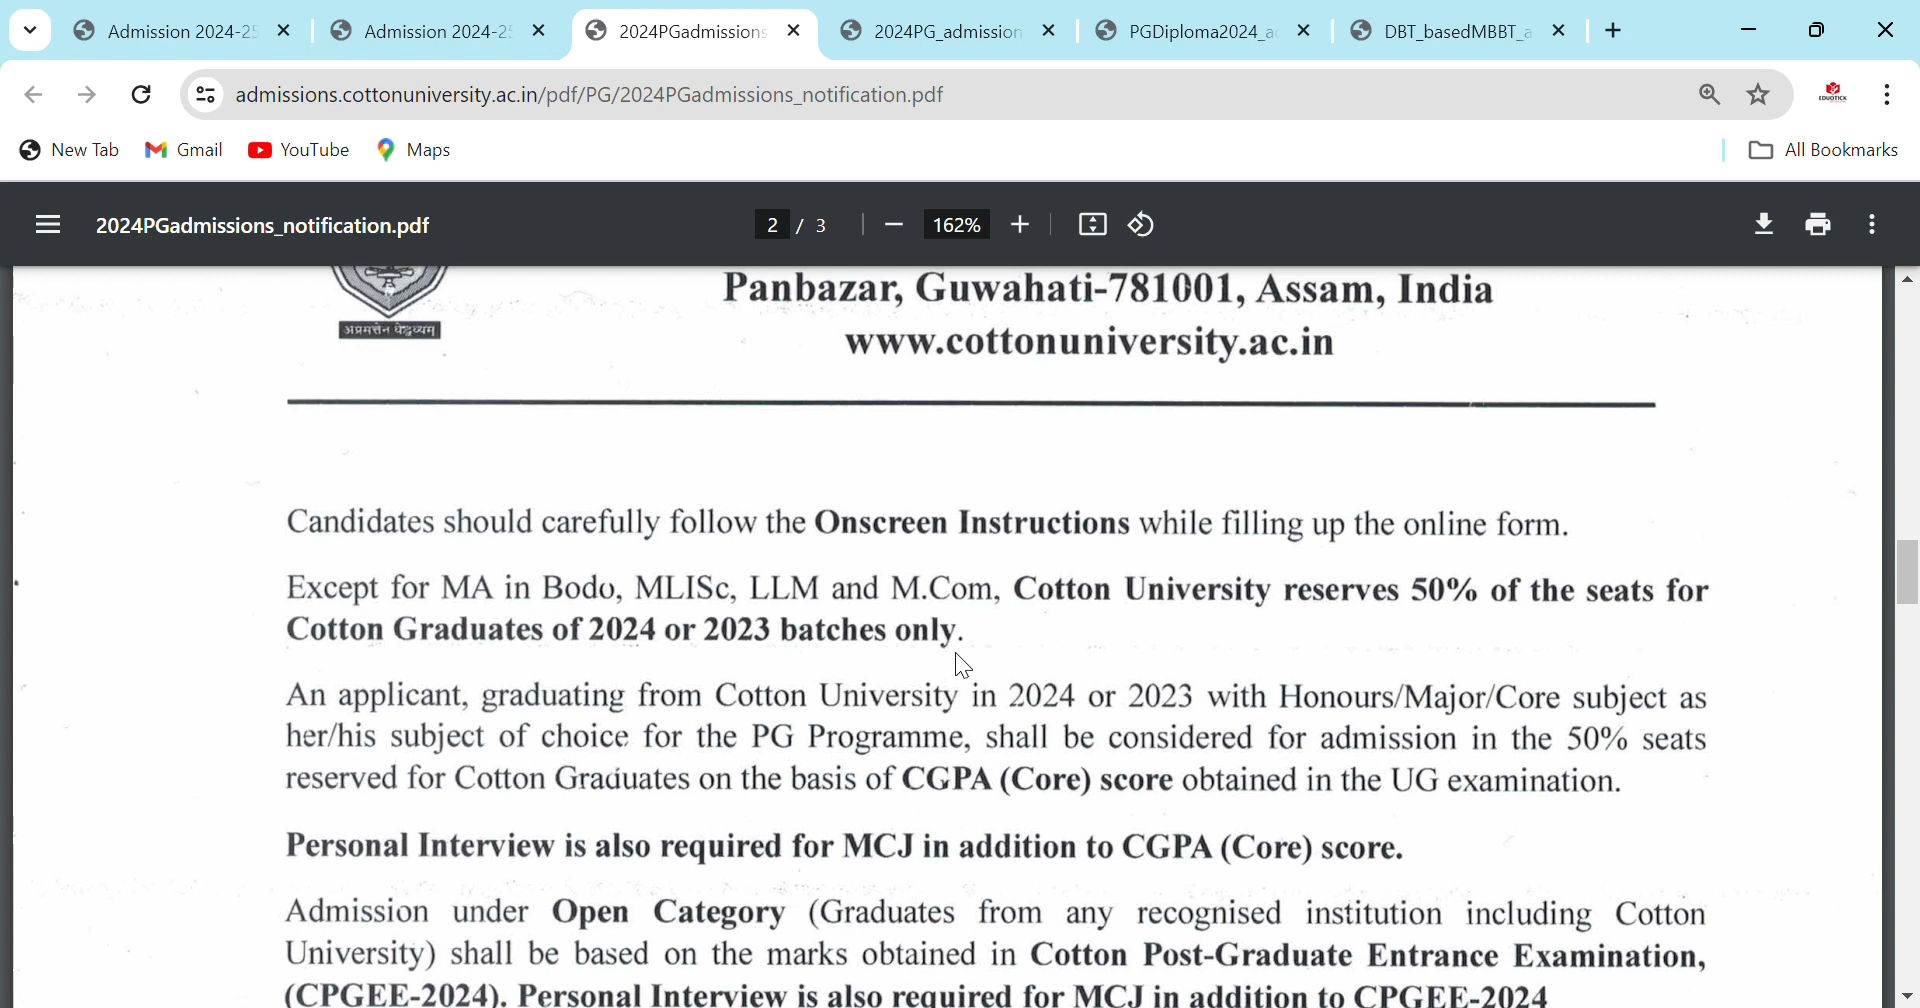 Admission 2024-25
Admission 2024-25
2024PGadmissions
2024PG_admission
PGDiploma2024_a
DBT_basedMBBT_a
admissions.cottonuniversity.ac.in/pdf/PG/2024PGadmissions_notification.pdf
EDUOTICK
New Tab
Gmail
YouTube
Maps
All Bookmarks
2024PGadmissions_notification.pdf
2 / 3
162%
Panbazar, Guwahati-781001, Assam, India
अप्रमत्तेन वेद्धव्यम्
www.cottonuniversity.ac.in
Candidates should carefully follow the Onscreen Instructions while filling up the online form.
Except for MA in Bodo, MLISc, LLM and M.Com, Cotton University reserves 50% of the seats for
Cotton Graduates of 2024 or 2023 batches only.
An applicant, graduating from Cotton University in 2024 or 2023 with Honours/Major/Core subject as
her/his subject of choice for the PG Programme, shall be considered for admission in the 50% seats
reserved for Cotton Graduates on the basis of CGPA (Core) score obtained in the UG examination.
Personal Interview is also required for MCJ in addition to CGPA (Core) score.
Admission under Open Category (Graduates from any recognised institution including Cotton
University) shall be based on the marks obtained in Cotton Post-Graduate Entrance Examination,
(CPGEE-2024). Personal Interview is also required for MCJ in addition to CPGEE-2024